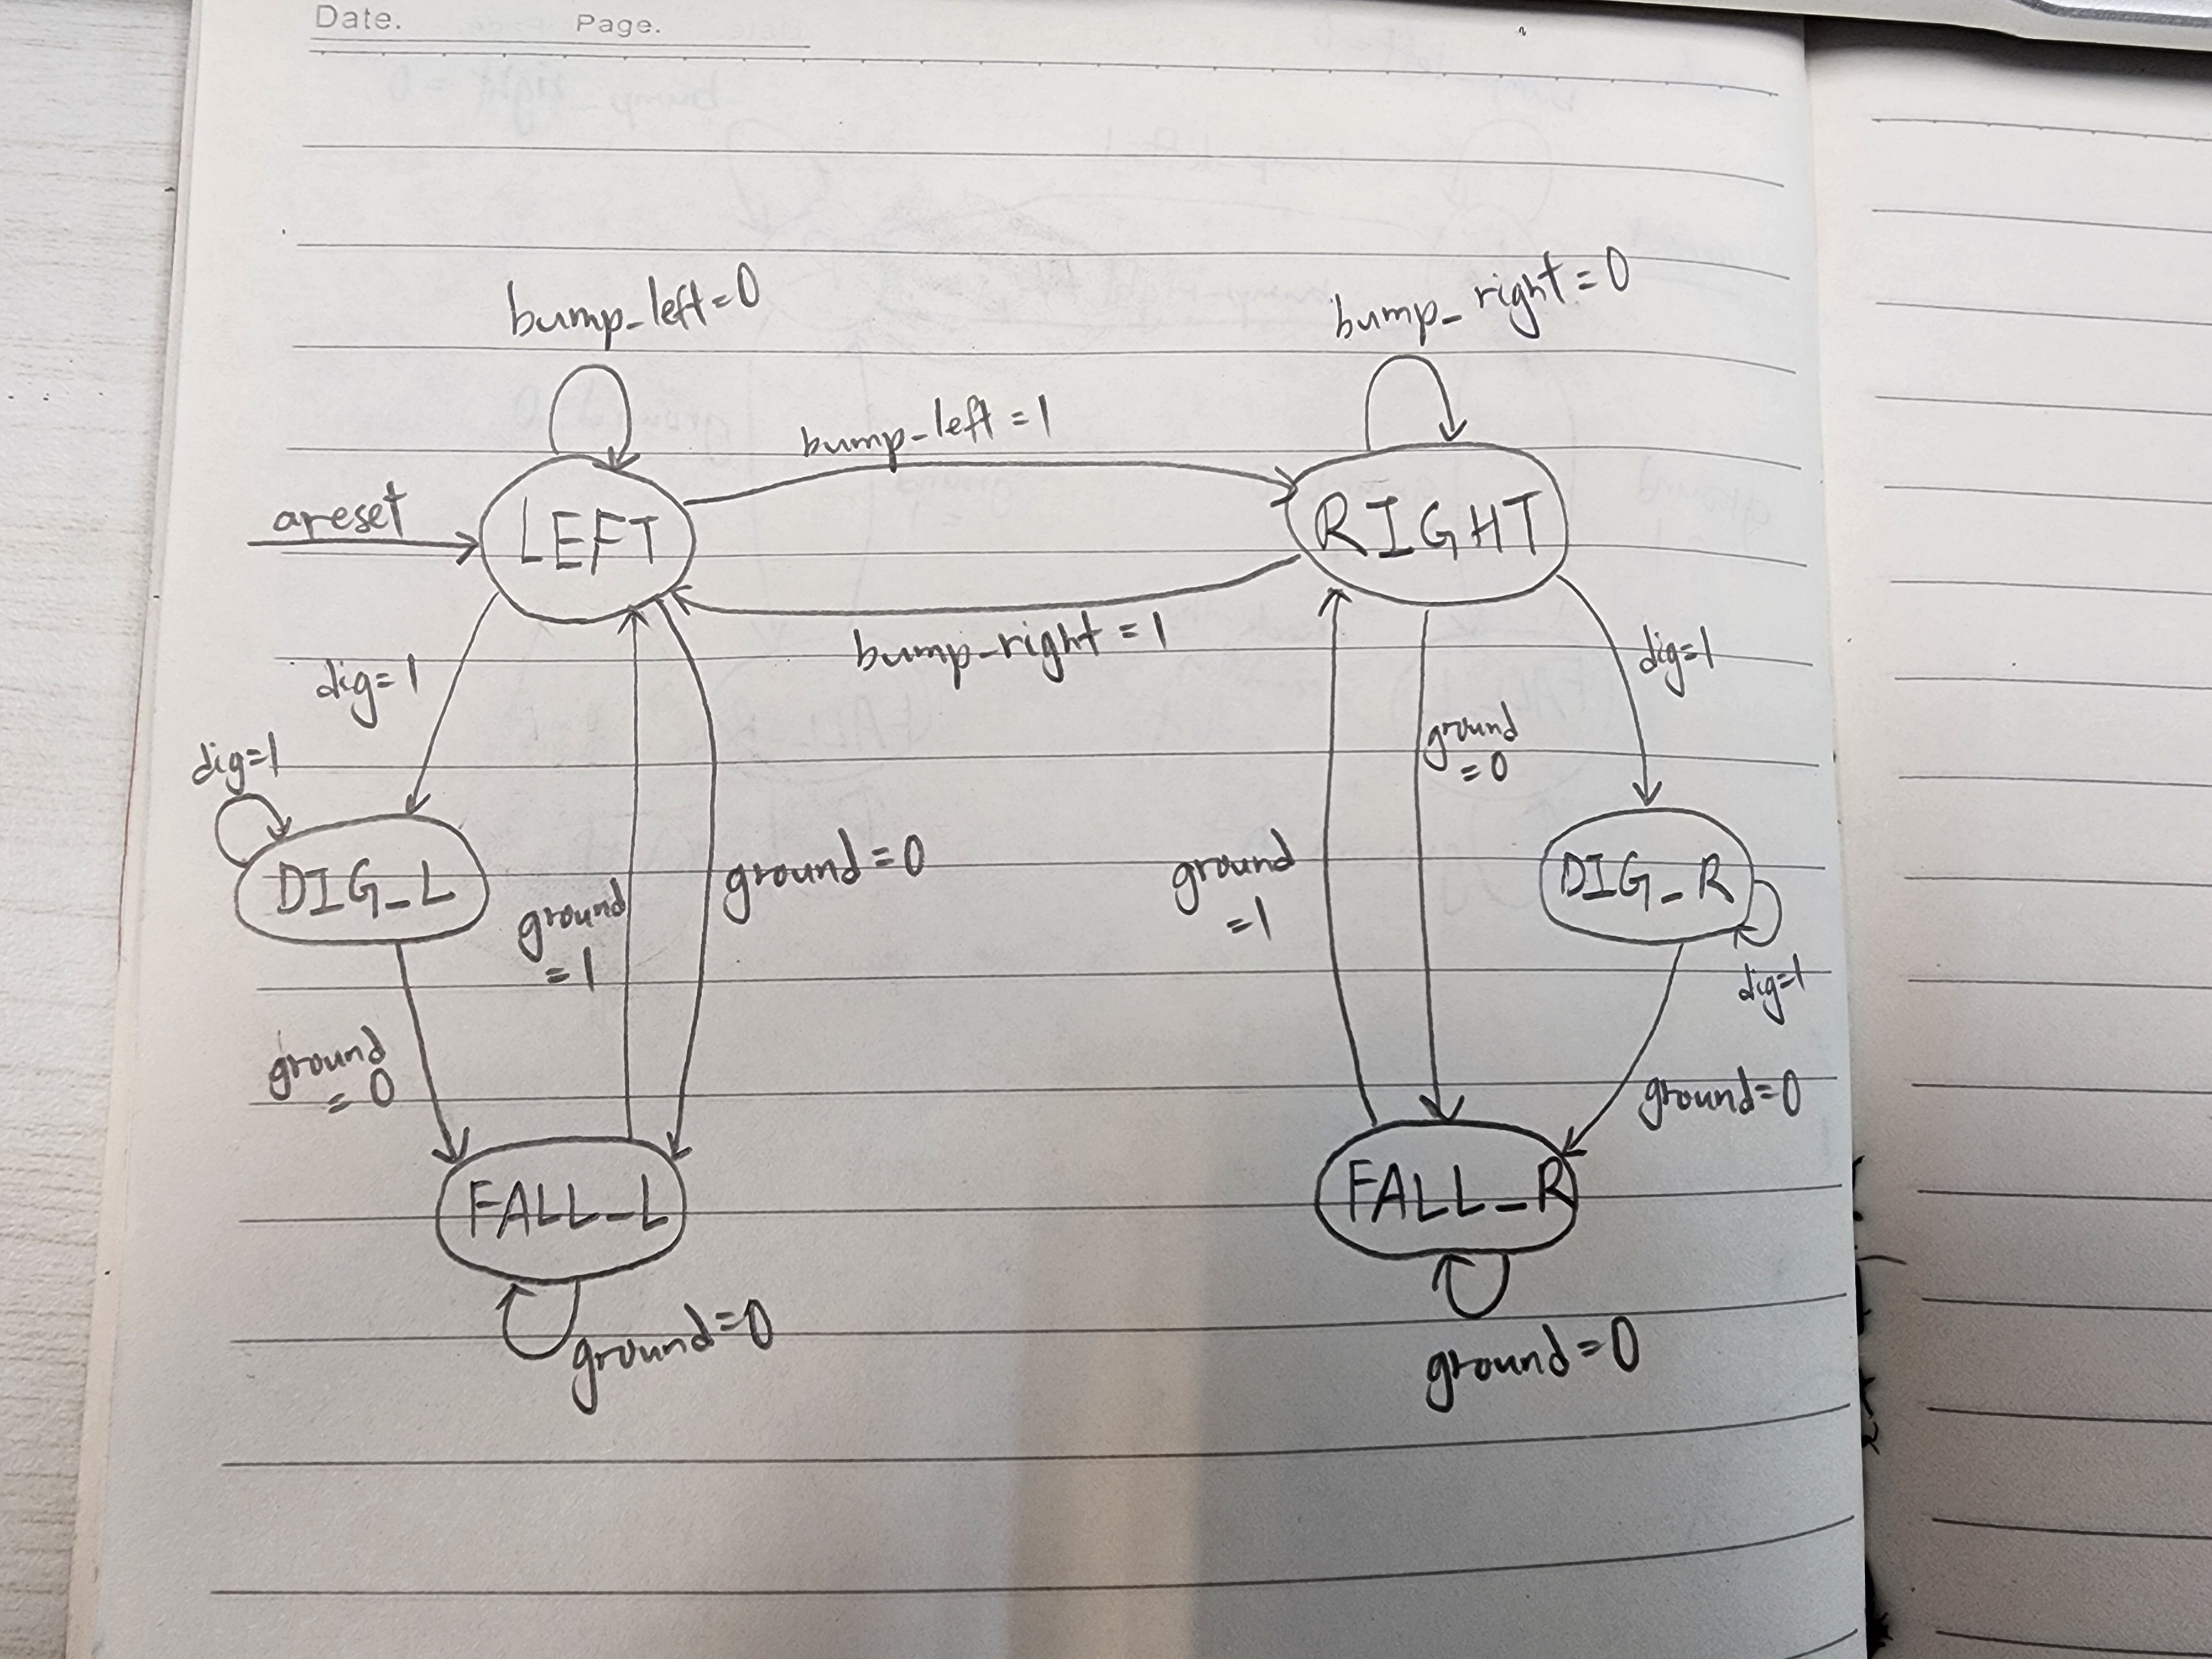 Date. Page.
bump_left=0
bump_right=0
bump_left=1
areset
LEFT
RIGHT
bump_right=1
dig=1
dig=1
ground
=0
dig=1
DIG_L
ground
=1
ground=0
ground
=1
DIG_R
dig=1
ground
=0
ground=0
FALL_L
FALL_R
ground=0
ground=0